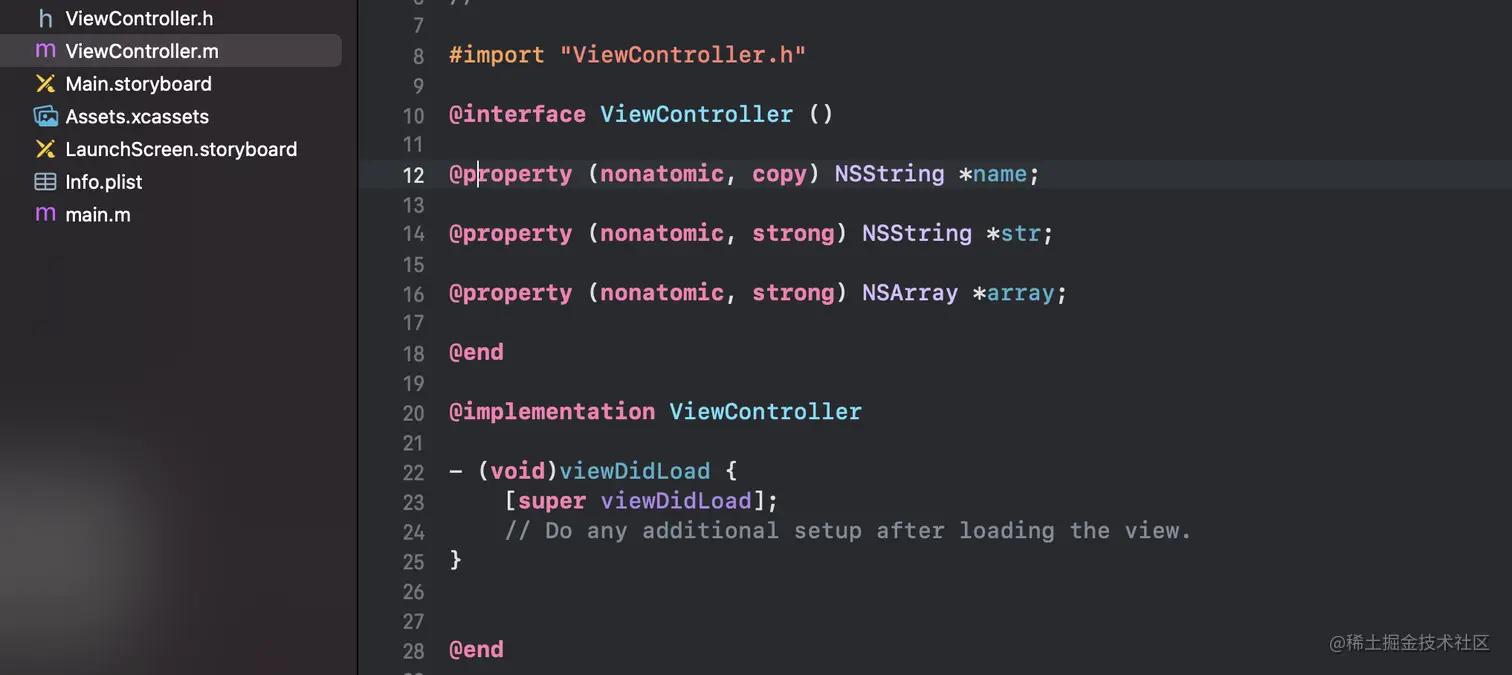 ViewController.h
ViewController.m
Main.storyboard
Assets.xcassets
LaunchScreen.storyboard
Info.plist
main.m
7
8 #import "ViewController.h"
9
10 @interface ViewController ()
11
12 @property (nonatomic, copy) NSString *name;
13
14 @property (nonatomic, strong) NSString *str;
15
16 @property (nonatomic, strong) NSArray *array;
17
18 @end
19
20 @implementation ViewController
21
22 - (void)viewDidLoad {
23 [super viewDidLoad];
24 // Do any additional setup after loading the view.
25 }
26
27
28 @end
@稀土掘金技术社区